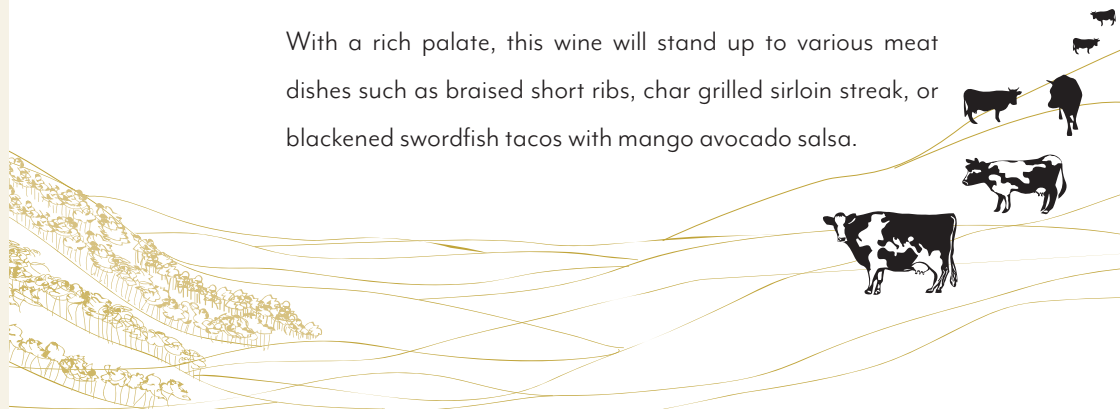 With a rich palate, this wine will stand up to various meat
dishes such as braised short ribs, char grilled sirloin streak, or
blackened swordfish tacos with mango avocado salsa.